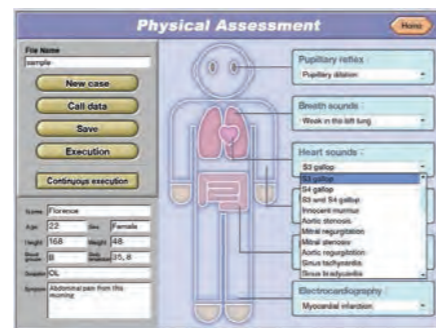 Physical Assessment
Home
File Name
sample
New case
Call data
Save
Execution
Continuous execution
Name Florence
Age 22 Sex Female
Height 168 Weight 48
B 35,8
OL
Symptom Abdominal pain from this morning
Pupillary reflex :
Pupillary dilation
Breath sounds :
Weak in the left lung
Heart sounds :
S3 gallop
S3 gallop
S4 gallop
S3 and S4 gallop
Innocent murmur
Aortic stenosis
Mitral regurgitation
Mitral stenosis
Aortic regurgitation
Sinus tachycardia
Sinus bradycardia
Electrocardiography :
Myocardial infarction